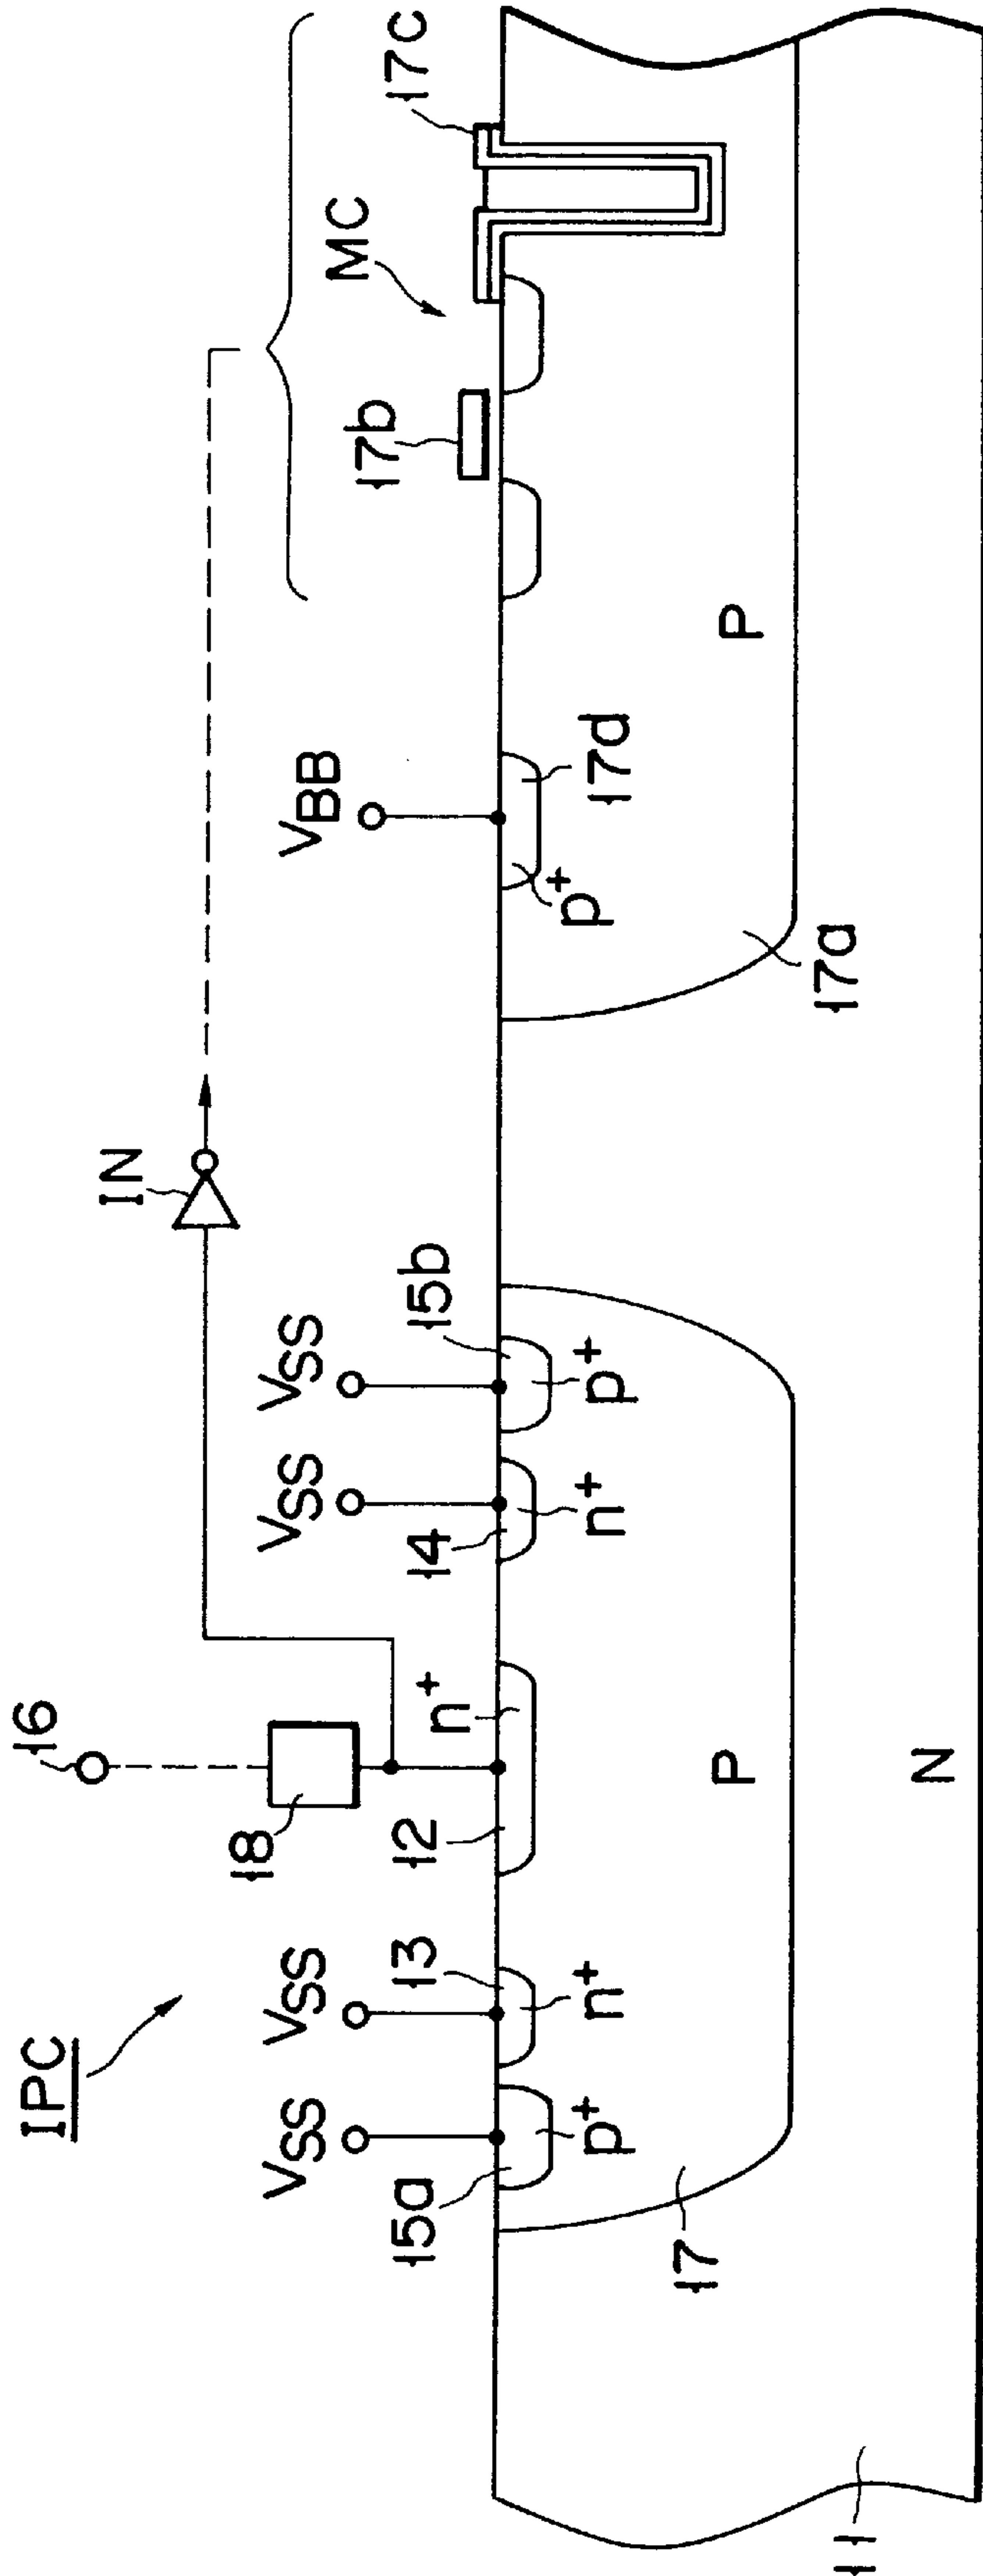 IPC
16
IN
18
VSS
VSS
VSS
VSS
VBB
MC
17b
17c
15a
13
12
n+
14
15b
p+
n+
n+
p+
p+
17d
17
P
P
17a
11
N